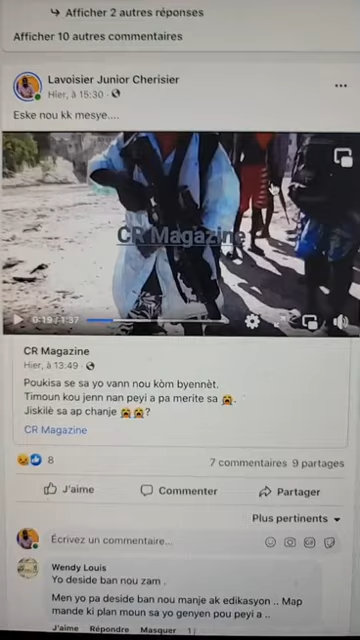 Afficher 2 autres réponses
Afficher 10 autres commentaires
Lavoisier Junior Cherisier
Hier, à 15:30 ·
Eske nou kk mesye....
CR Magazine
0:19 / 1:37
CR Magazine
Hier, à 13:49 ·
Poukisa se sa yo vann nou kòm byennèt.
Timoun kou jenn nan peyi a pa merite sa 😭.
Jiskilè sa ap chanje 😭😭?
CR Magazine
8
7 commentaires 9 partages
J'aime
Commenter
Partager
Plus pertinents
Écrivez un commentaire...
GIF
Wendy Louis
Yo deside ban nou zam .
Men yo pa deside ban nou manje ak edikasyon .. Map
mande ki plan moun sa yo genyen pou peyi a ..
J'aime Répondre Masquer